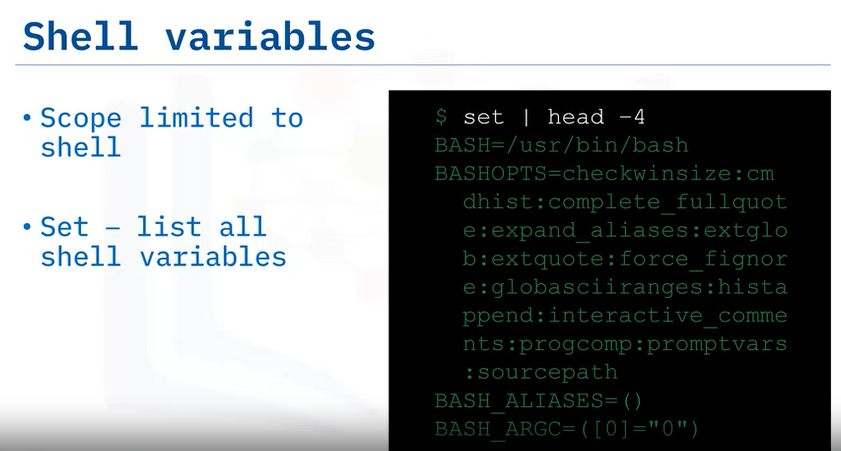 Shell variables
• Scope limited to
shell
• Set – list all
shell variables
$ set | head -4
BASH=/usr/bin/bash
BASHOPTS=checkwinsize:cm
dhist:complete_fullquot
e:expand_aliases:extglo
b:extquote:force_fignor
e:globasciiranges:hista
ppend:interactive_comme
nts:progcomp:promptvars
:sourcepath
BASH_ALIASES=()
BASH_ARGC=([0]="0")